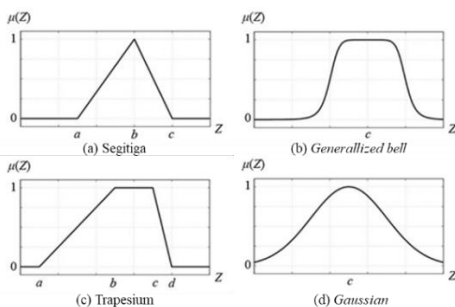 μ(Z)
1
0
a b c Z
(a) Segitiga
μ(Z)
1
0
c Z
(b) Generallized bell
μ(Z)
1
0
a b c d Z
(c) Trapesium
μ(Z)
1
0
c Z
(d) Gaussian